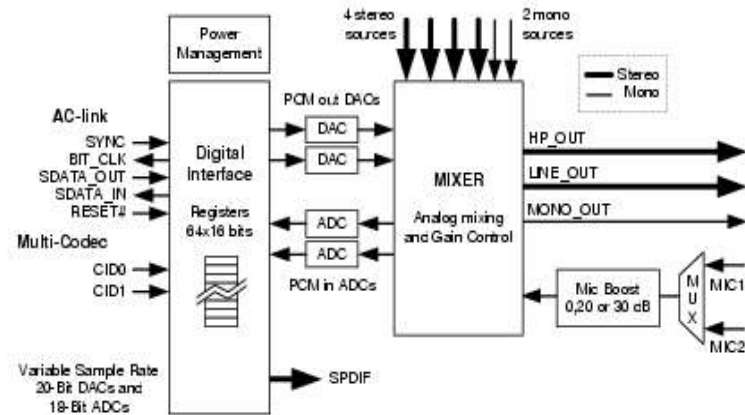 4 stereo
sources
2 mono
sources
Power
Management
Stereo
Mono
AC-link
SYNC
BIT_CLK
SDATA_OUT
SDATA_IN
RESET#
Multi-Codec
CID0
CID1
Digital
Interface
Registers
64x16 bits
PCM out DACs
DAC
DAC
ADC
ADC
PCM in ADCs
MIXER
Analog mixing
and Gain Control
HP_OUT
LINE_OUT
MONO_OUT
Mic Boost
0,20 or 30 dB
MUX
MIC1
MIC2
Variable Sample Rate
20-Bit DACs and
18-Bit ADCs
SPDIF